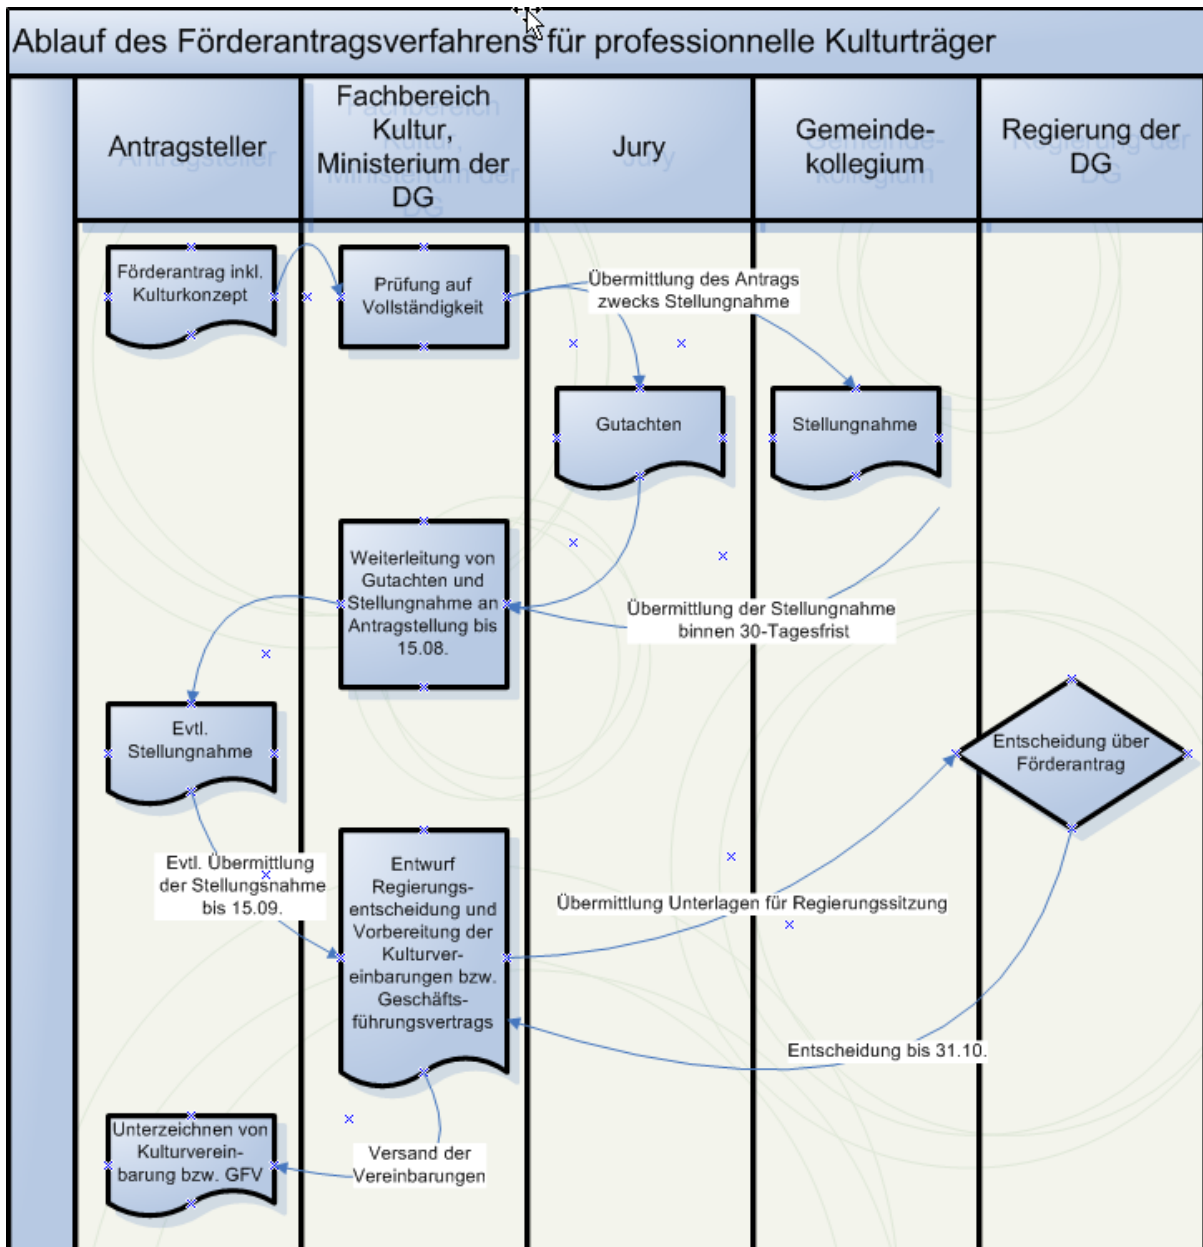 Ablauf des Förderantragsverfahrens für professionnelle Kulturträger
Antragsteller
Fachbereich
Kultur,
Ministerium der
DG
Jury
Gemeinde-
kollegium
Regierung der
DG
Förderantrag inkl.
Kulturkonzept
Prüfung auf
Vollständigkeit
Übermittlung des Antrags
zwecks Stellungnahme
Gutachten
Stellungnahme
Weiterleitung von
Gutachten und
Stellungnahme an
Antragstellung bis
15.08.
Übermittlung der Stellungnahme
binnen 30-Tagesfrist
Evtl.
Stellungnahme
Entscheidung über
Förderantrag
Evtl. Übermittlung
der Stellungsnahme
bis 15.09.
Entwurf
Regierungs-
entscheidung und
Vorbereitung der
Kulturver-
einbarungen bzw.
Geschäfts-
führungsvertrags
Übermittlung Unterlagen für Regierungssitzung
Entscheidung bis 31.10.
Unterzeichnen von
Kulturverein-
barung bzw. GFV
Versand der
Vereinbarungen